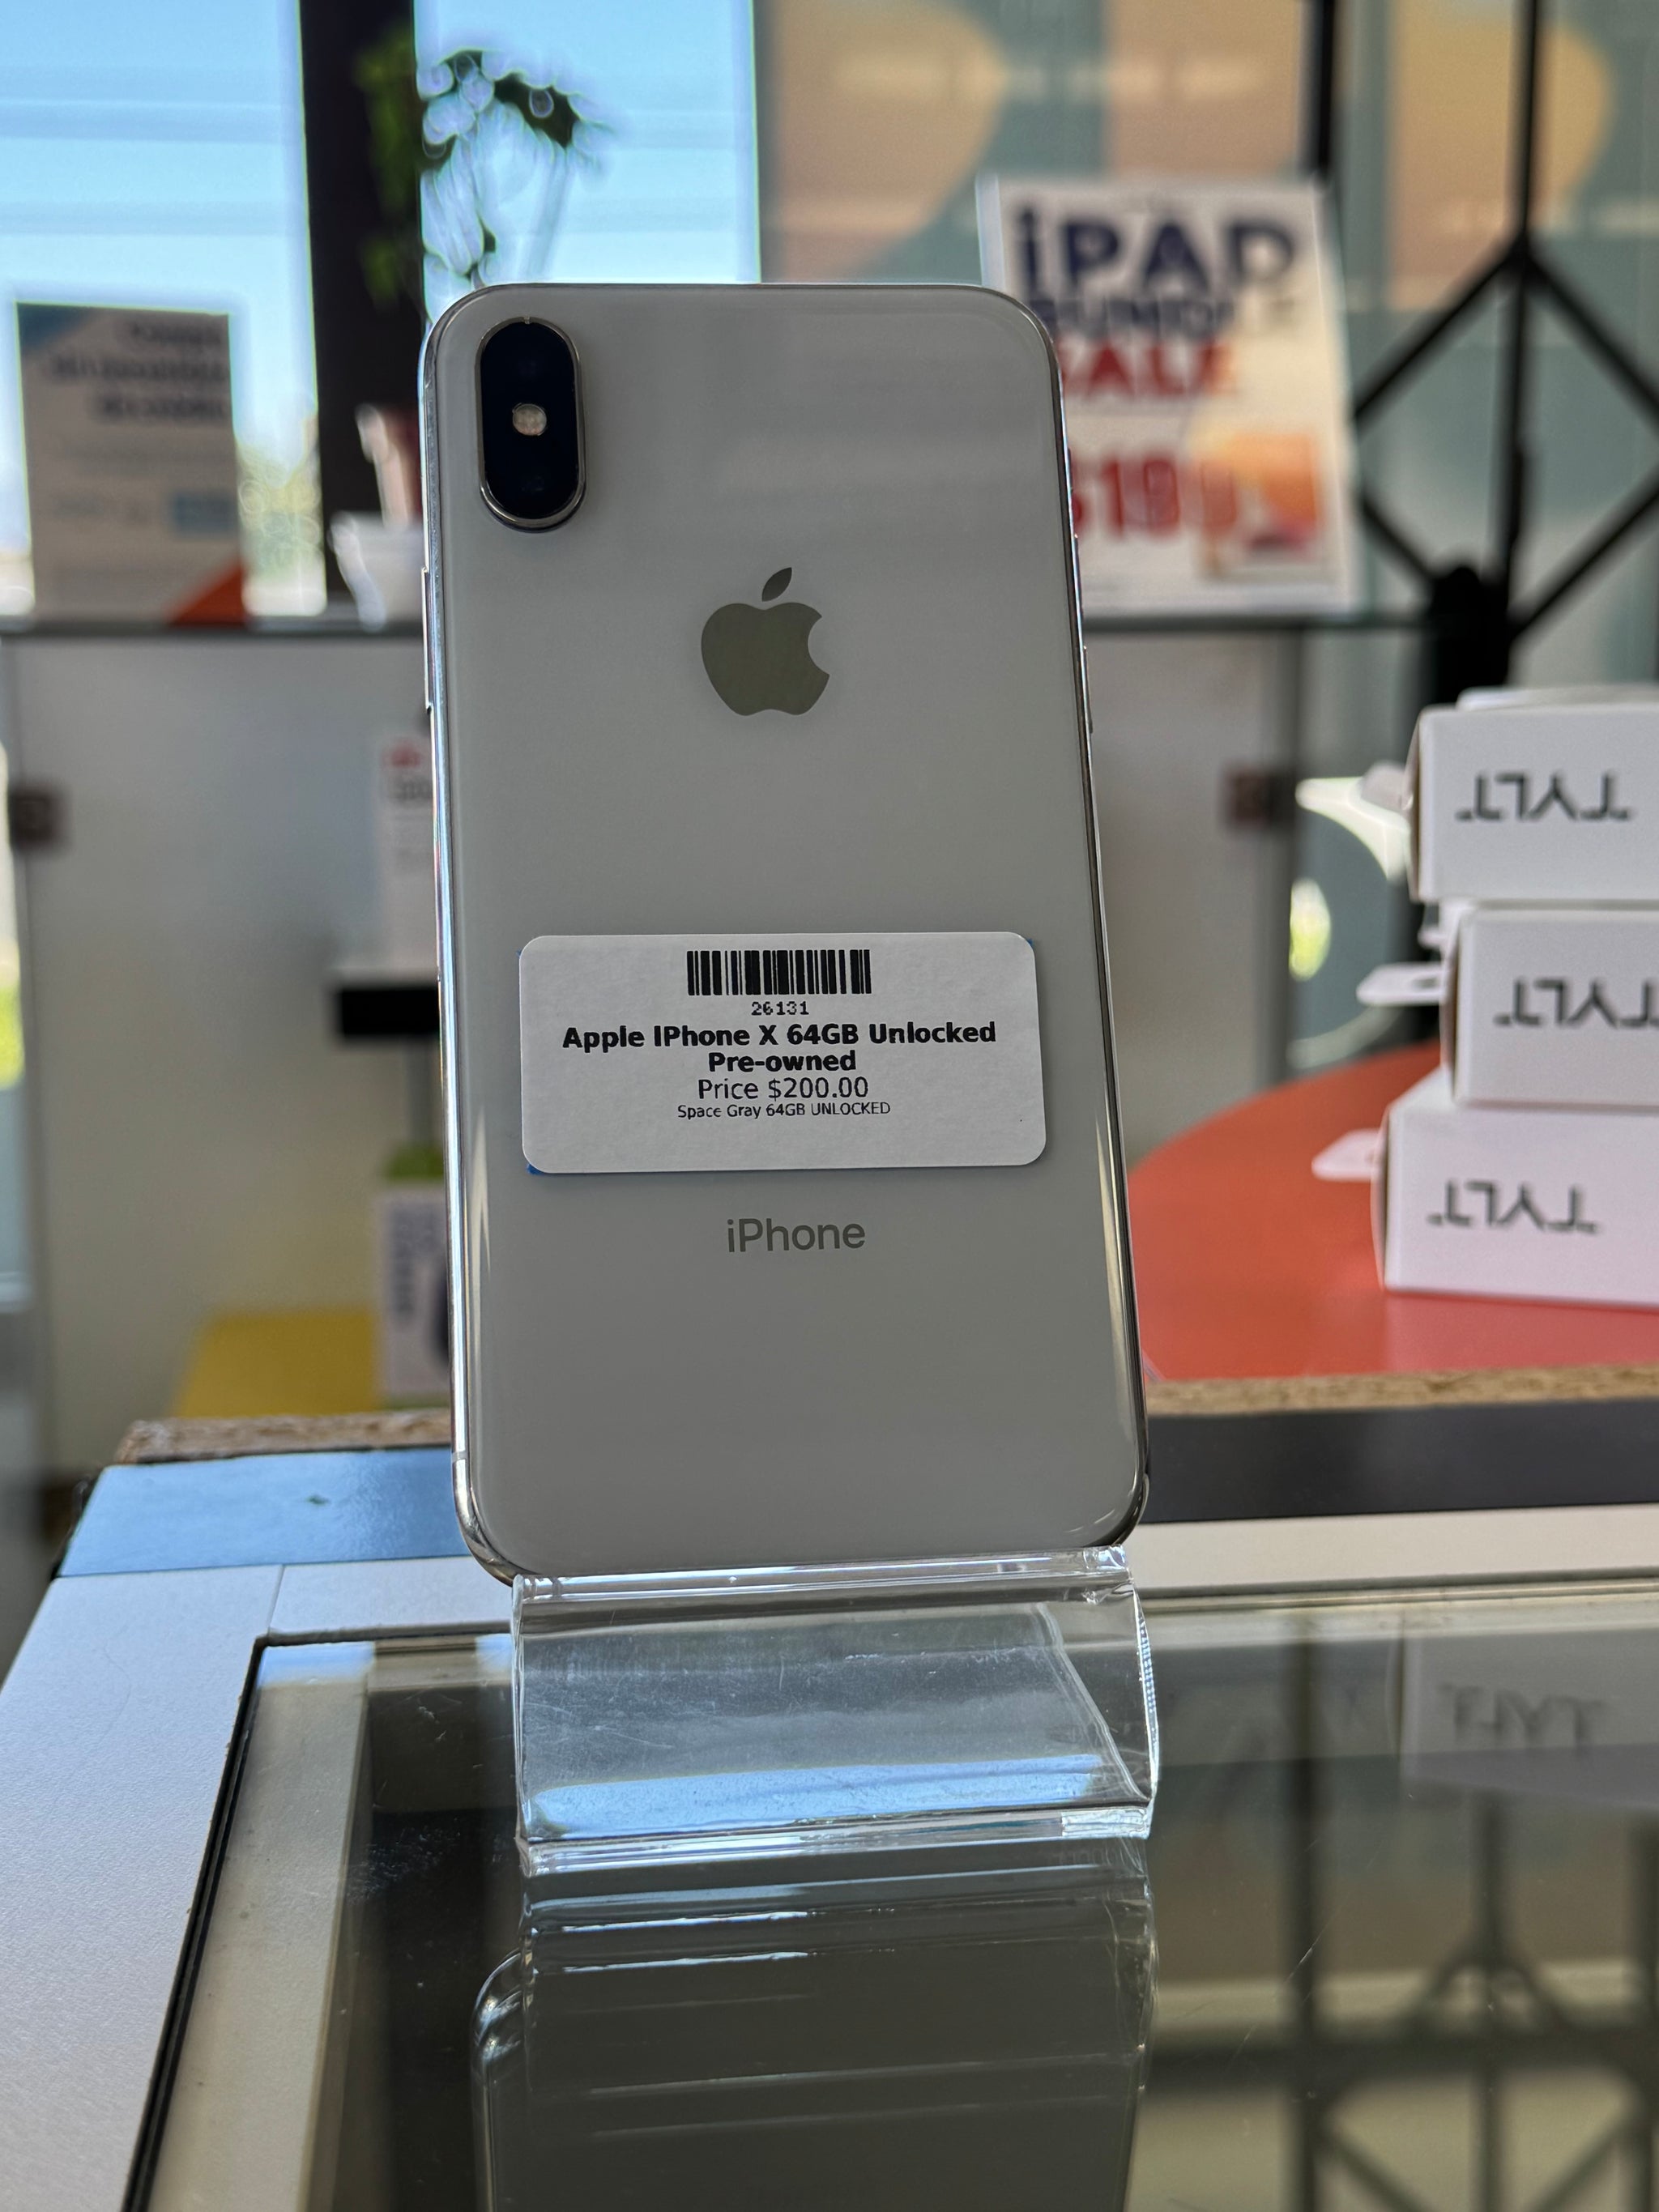 iPAD
BUNDLE
SALE
26131
Apple IPhone X 64GB Unlocked
Pre-owned
Price $200.00
Space Gray 64GB UNLOCKED
iPhone
TYLT
TYLT
TYLT